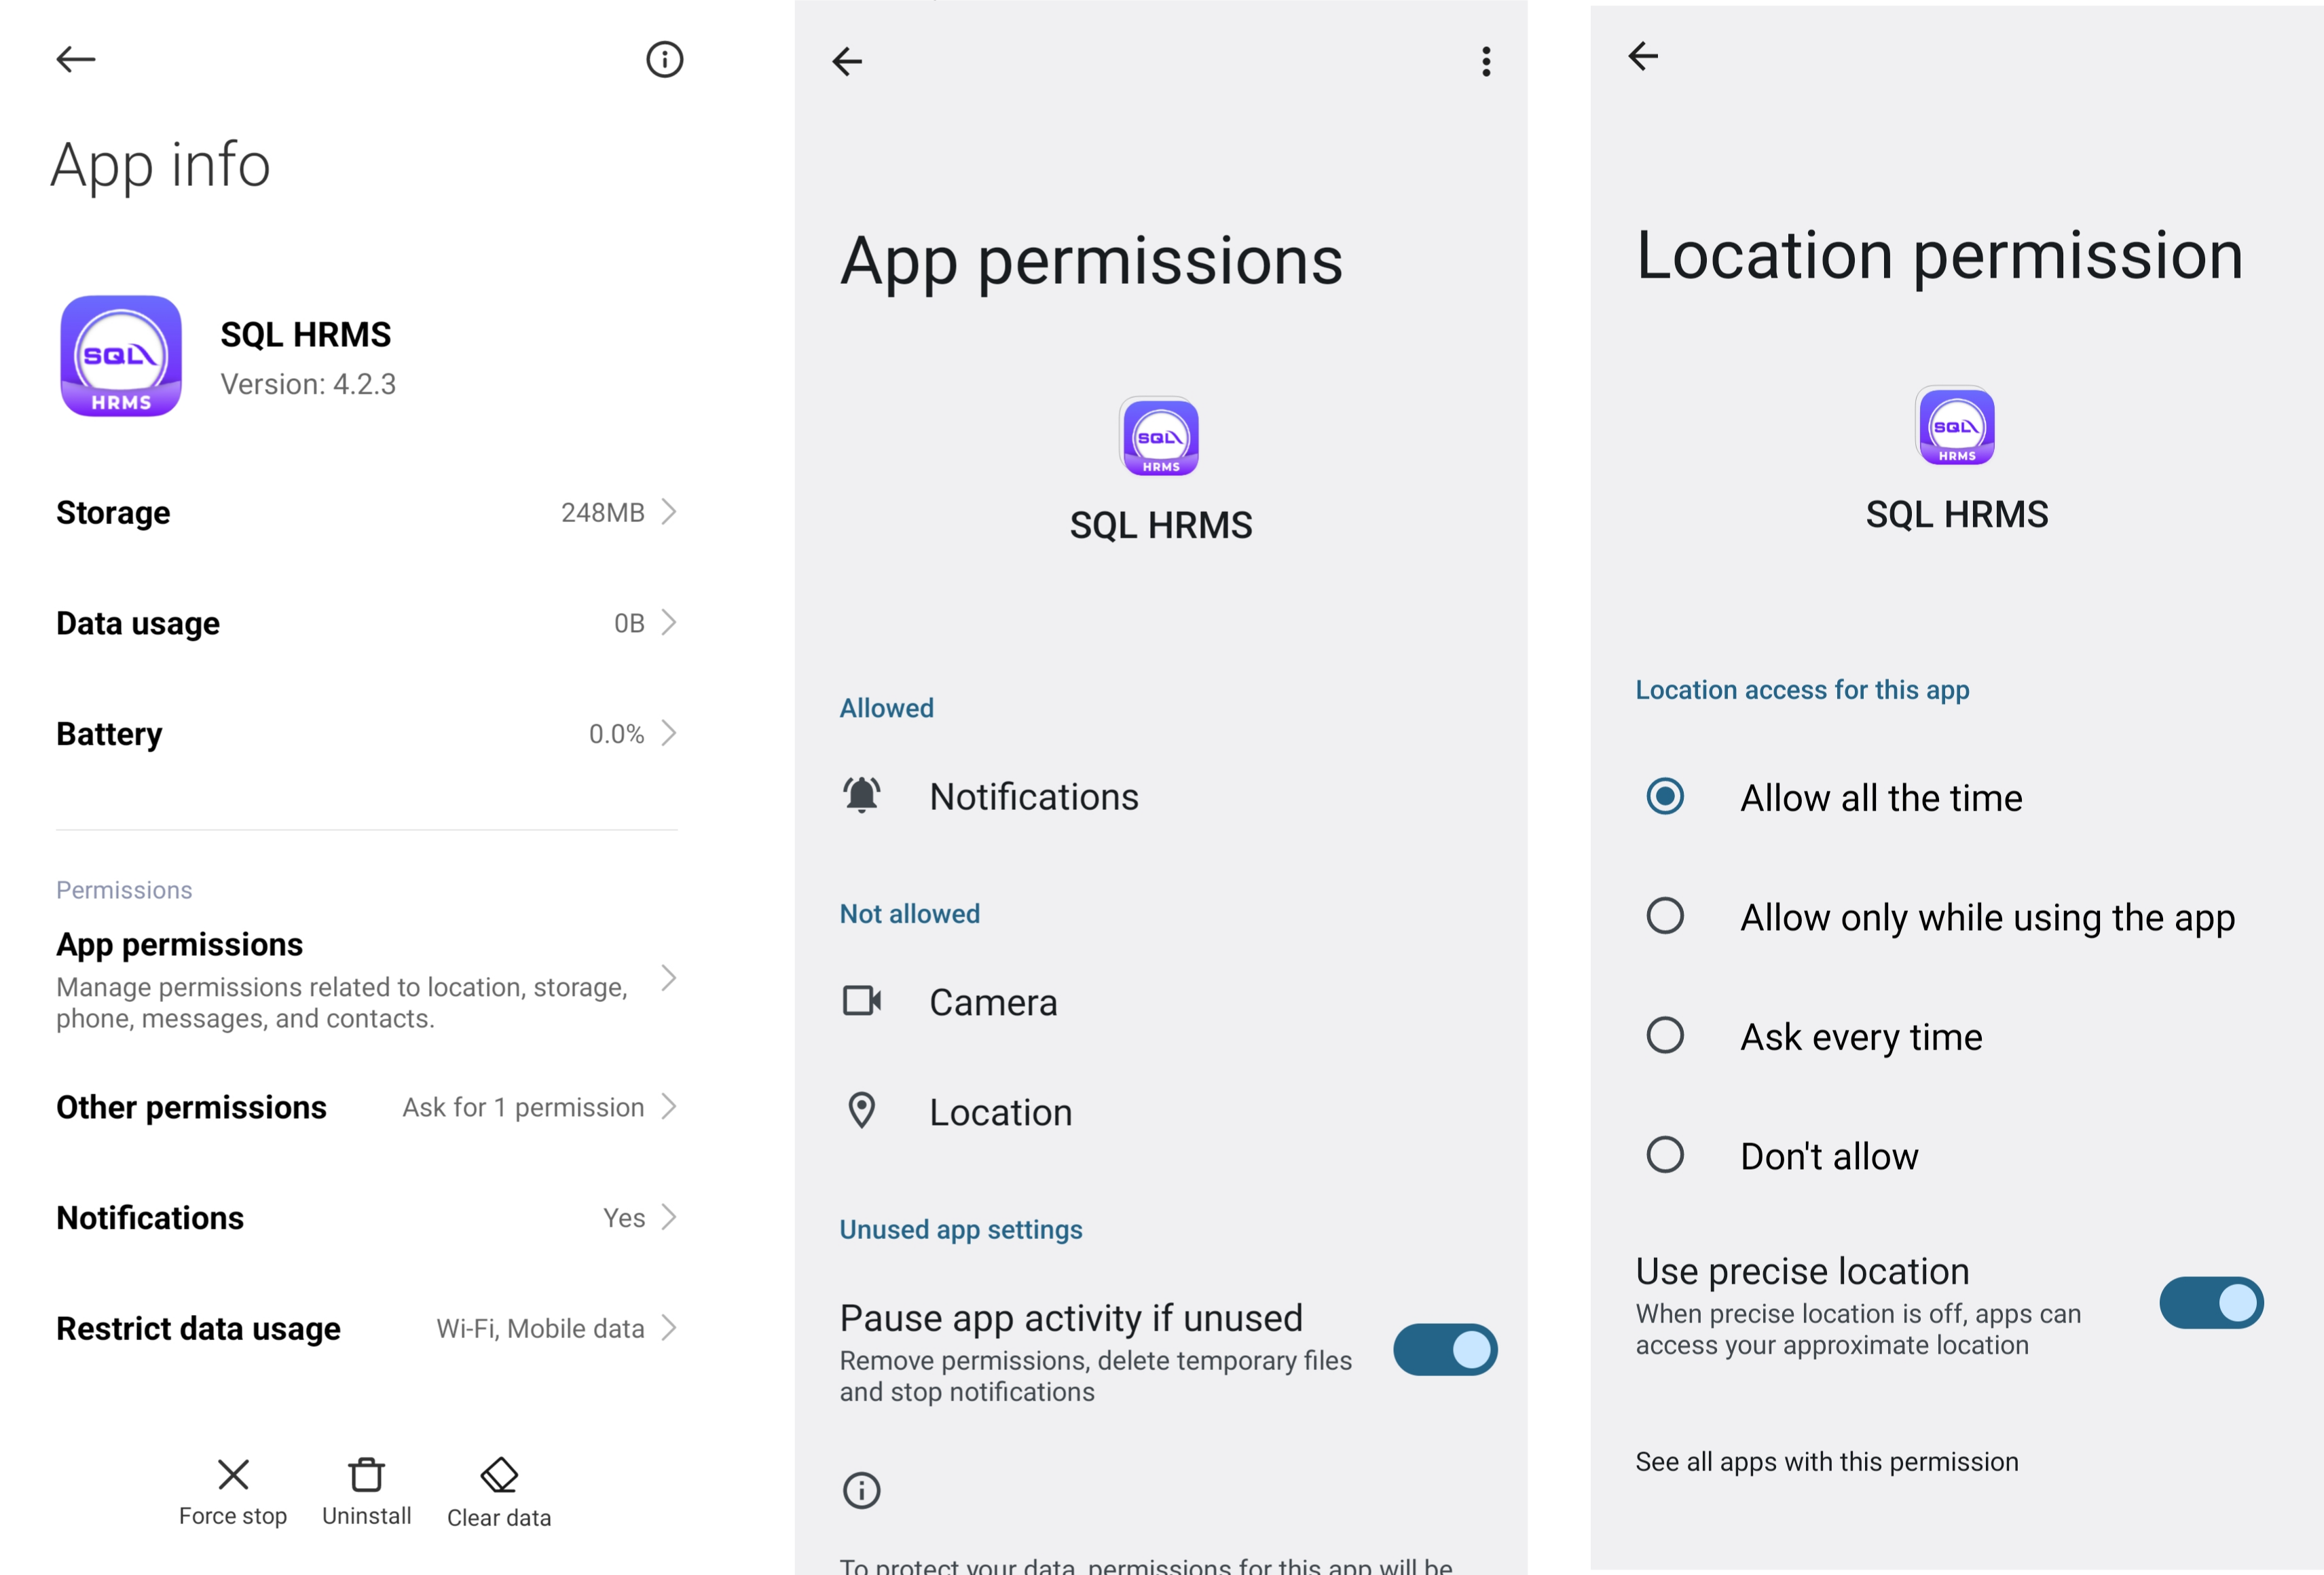 App info
SQL
HRMS
SQL HRMS
Version: 4.2.3
Storage 248MB
Data usage 0B
Battery 0.0%
Permissions
App permissions
Manage permissions related to location, storage,
phone, messages, and contacts.
Other permissions Ask for 1 permission
Notifications Yes
Restrict data usage Wi-Fi, Mobile data
Force stop Uninstall Clear data
App permissions
SQL
HRMS
SQL HRMS
Allowed
Notifications
Not allowed
Camera
Location
Unused app settings
Pause app activity if unused
Remove permissions, delete temporary files
and stop notifications
To protect your data, permissions for this app will be
Location permission
SQL
HRMS
SQL HRMS
Location access for this app
Allow all the time
Allow only while using the app
Ask every time
Don't allow
Use precise location
When precise location is off, apps can
access your approximate location
See all apps with this permission